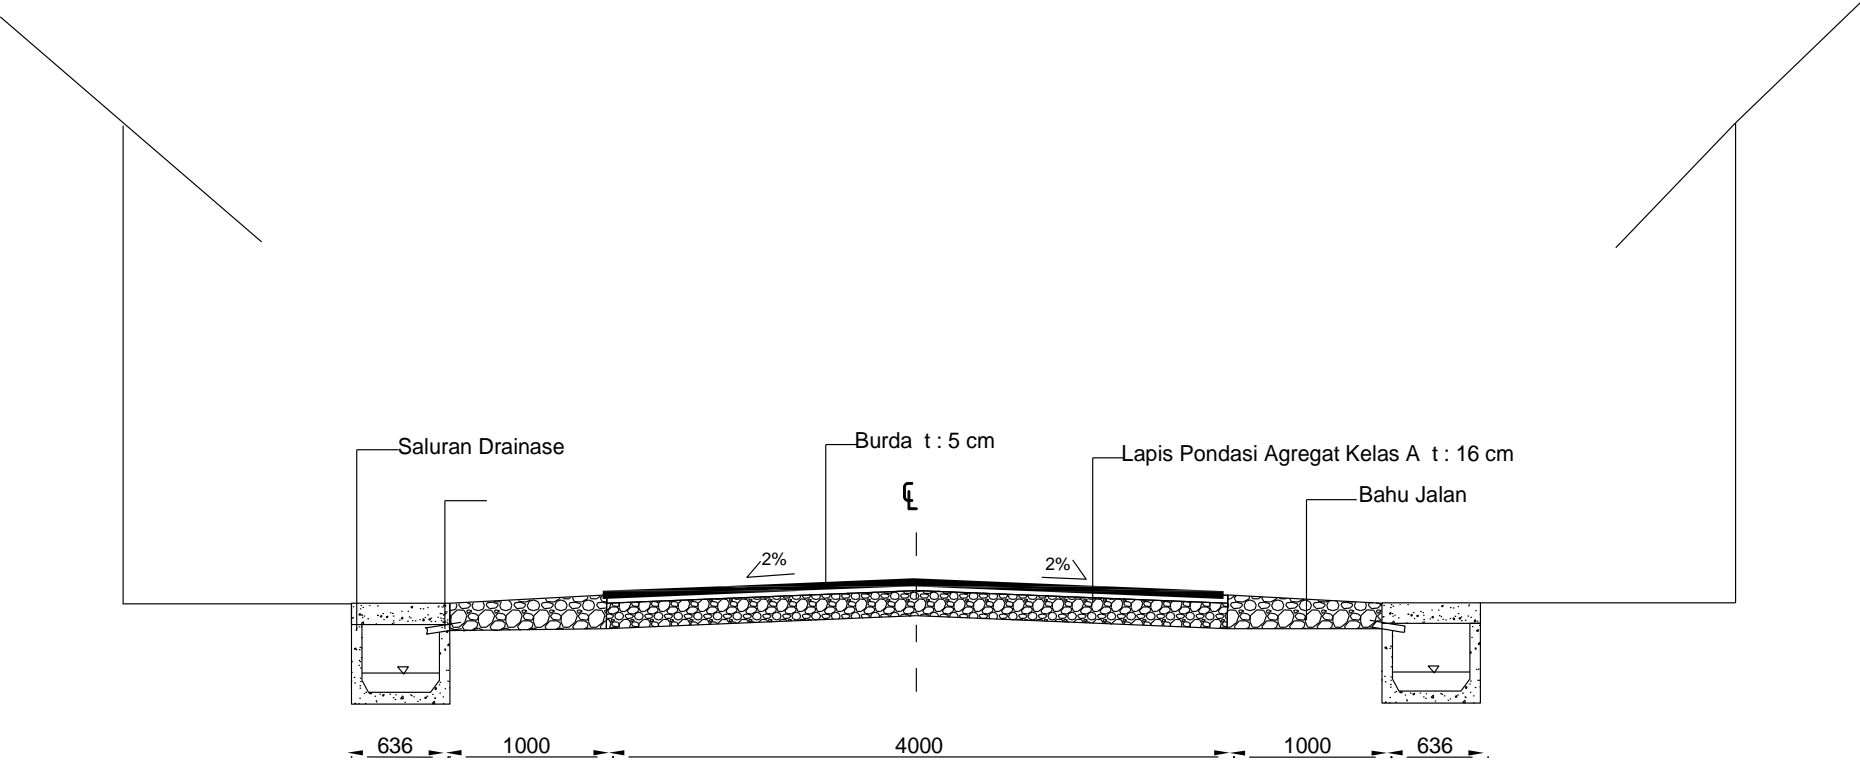 Saluran Drainase
Burda t : 5 cm
Lapis Pondasi Agregat Kelas A t : 16 cm
Bahu Jalan
℄
2%
2%
636
1000
4000
1000
636